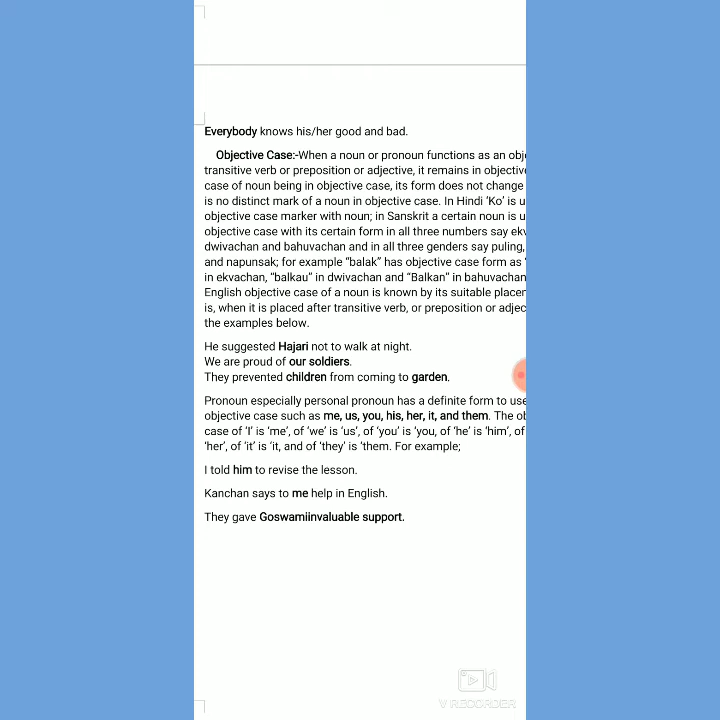 Everybody knows his/her good and bad.
Objective Case:-When a noun or pronoun functions as an
transitive verb or preposition or adjective, it remains in
case of noun being in objective case, its form does not change
is no distinct mark of a noun in objective case. In Hindi ‘Ko’ is
objective case marker with noun; in Sanskrit a certain noun is
objective case with its certain form in all three numbers say
dwivachan and bahuvachan and in all three genders say puling,
and napunsak; for example “balak” has objective case form as
in ekvachan, “balkau” in dwivachan and “Balkan” in bahuvachan
English objective case of a noun is known by its suitable
is, when it is placed after transitive verb, or preposition or
the examples below.
He suggested Hajari not to walk at night.
We are proud of our soldiers.
They prevented children from coming to garden.
Pronoun especially personal pronoun has a definite form to use
objective case such as me, us, you, his, her, it, and them. The
case of ‘I’ is ‘me’, of ‘we’ is ‘us’, of ‘you’ is ‘you, of ‘he’ is ‘him’, of
‘her’, of ‘it’ is ‘it, and of ‘they’ is ‘them. For example;
I told him to revise the lesson.
Kanchan says to me help in English.
They gave Goswamiinvaluable support.
V RECORDER